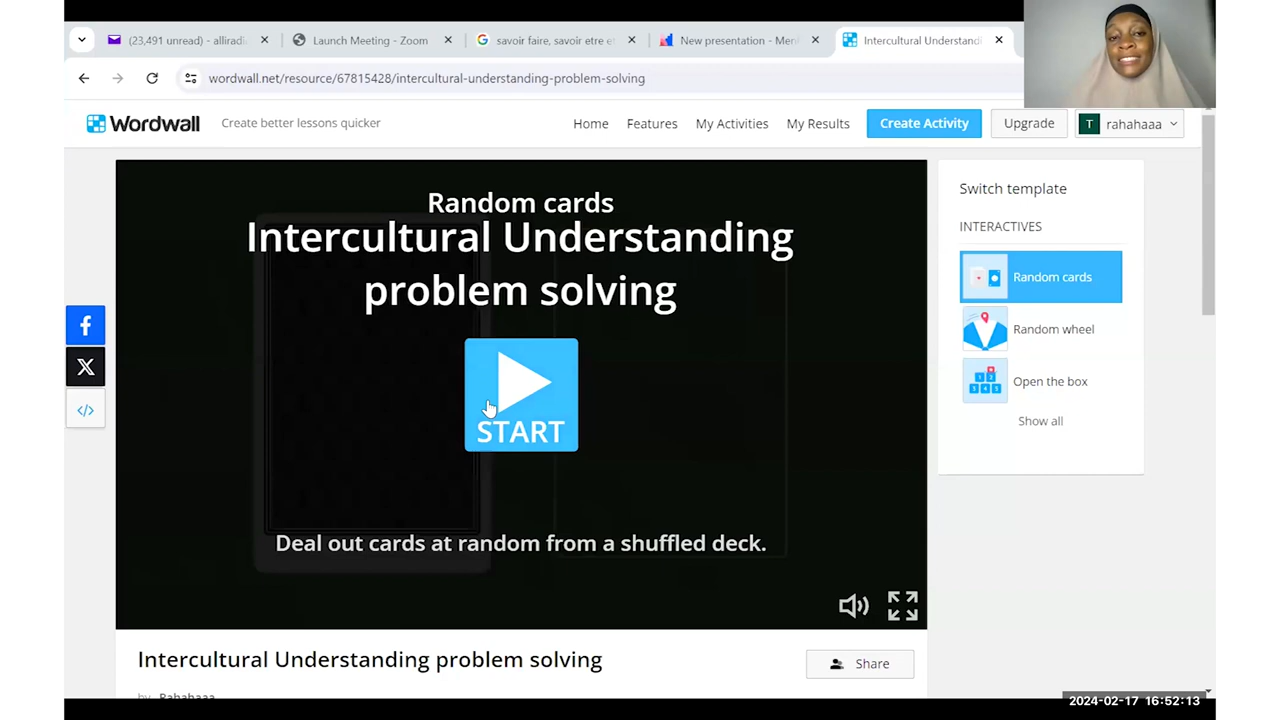 (23,491 unread) - alliradi
Launch Meeting - Zoom
savoir faire, savoir etre et
New presentation - Men
Intercultural Understand
wordwall.net/resource/67815428/intercultural-understanding-problem-solving
Wordwall
Create better lessons quicker
Home
Features
My Activities
My Results
Create Activity
Upgrade
T
rahahaaa
Random cards
Intercultural Understanding
problem solving
START
Deal out cards at random from a shuffled deck.
Switch template
INTERACTIVES
Random cards
Random wheel
Open the box
Show all
Intercultural Understanding problem solving
Share
by Rahahaaa
2024-02-17 16:52:13